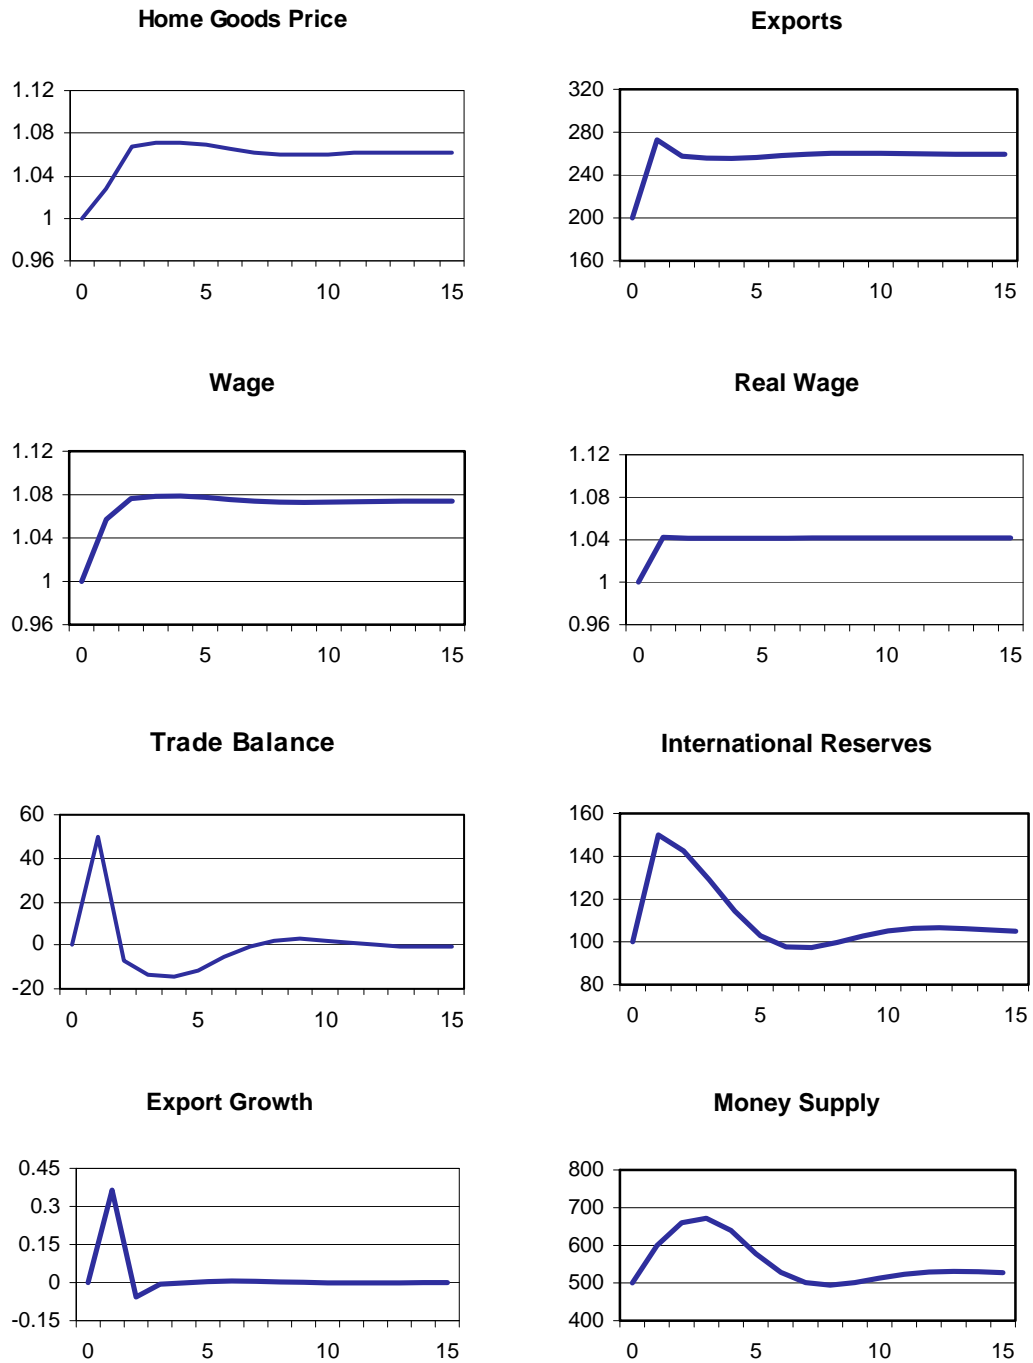 Home Goods Price
1.12
1.08
1.04
1
0.96
0 5 10 15
Exports
320
280
240
200
160
0 5 10 15
Wage
1.12
1.08
1.04
1
0.96
0 5 10 15
Real Wage
1.12
1.08
1.04
1
0.96
0 5 10 15
Trade Balance
60
40
20
0
-20
0 5 10 15
International Reserves
160
140
120
100
80
0 5 10 15
Export Growth
0.45
0.3
0.15
0
-0.15
0 5 10 15
Money Supply
800
700
600
500
400
0 5 10 15